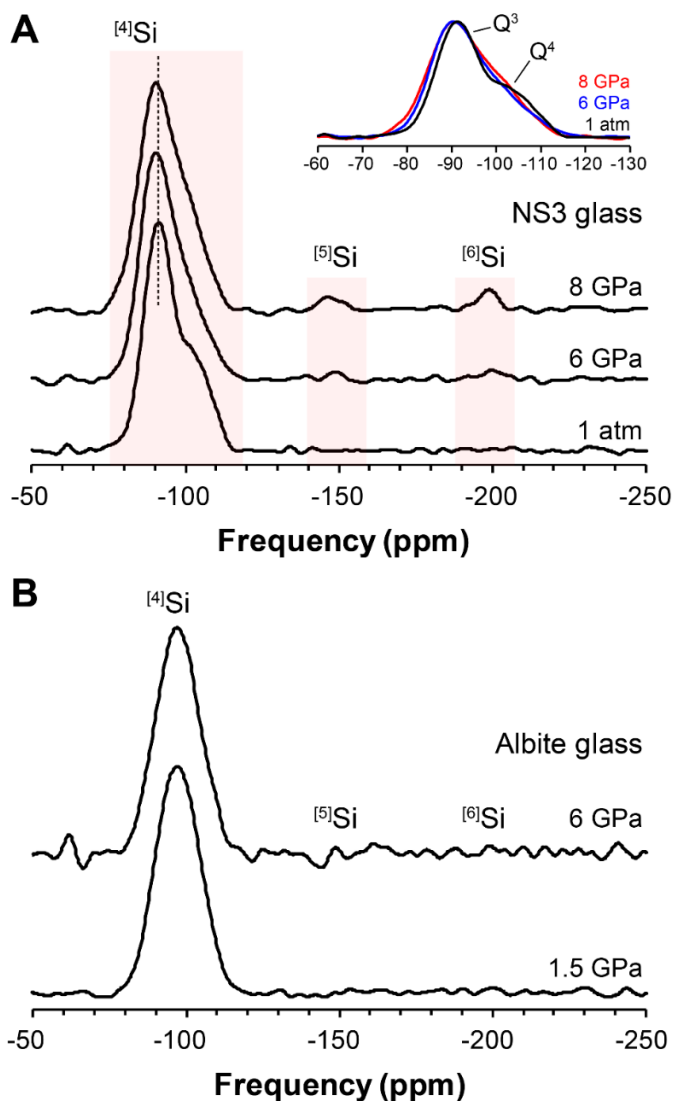 A
[4]Si
Q3
Q4
8 GPa
6 GPa
1 atm
-60 -70 -80 -90 -100 -110 -120 -130
NS3 glass
[5]Si
[6]Si
8 GPa
6 GPa
1 atm
-50 -100 -150 -200 -250
Frequency (ppm)
B
[4]Si
Albite glass
[5]Si
[6]Si
6 GPa
1.5 GPa
-50 -100 -150 -200 -250
Frequency (ppm)